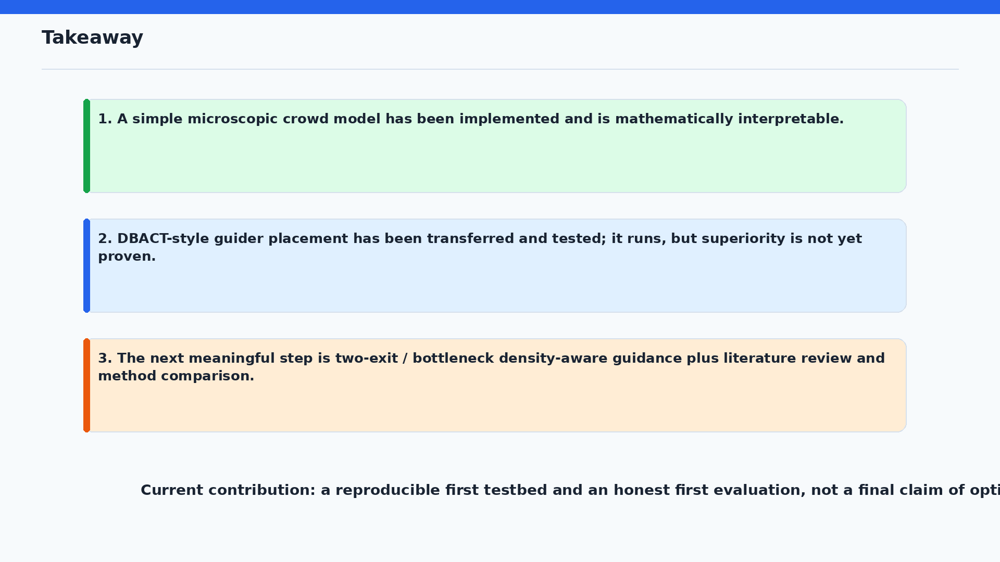 Takeaway
1. A simple microscopic crowd model has been implemented and is mathematically interpretable.
2. DBACT-style guider placement has been transferred and tested; it runs, but superiority is not yet
proven.
3. The next meaningful step is two-exit / bottleneck density-aware guidance plus literature review and
method comparison.
Current contribution: a reproducible first testbed and an honest first evaluation, not a final claim of